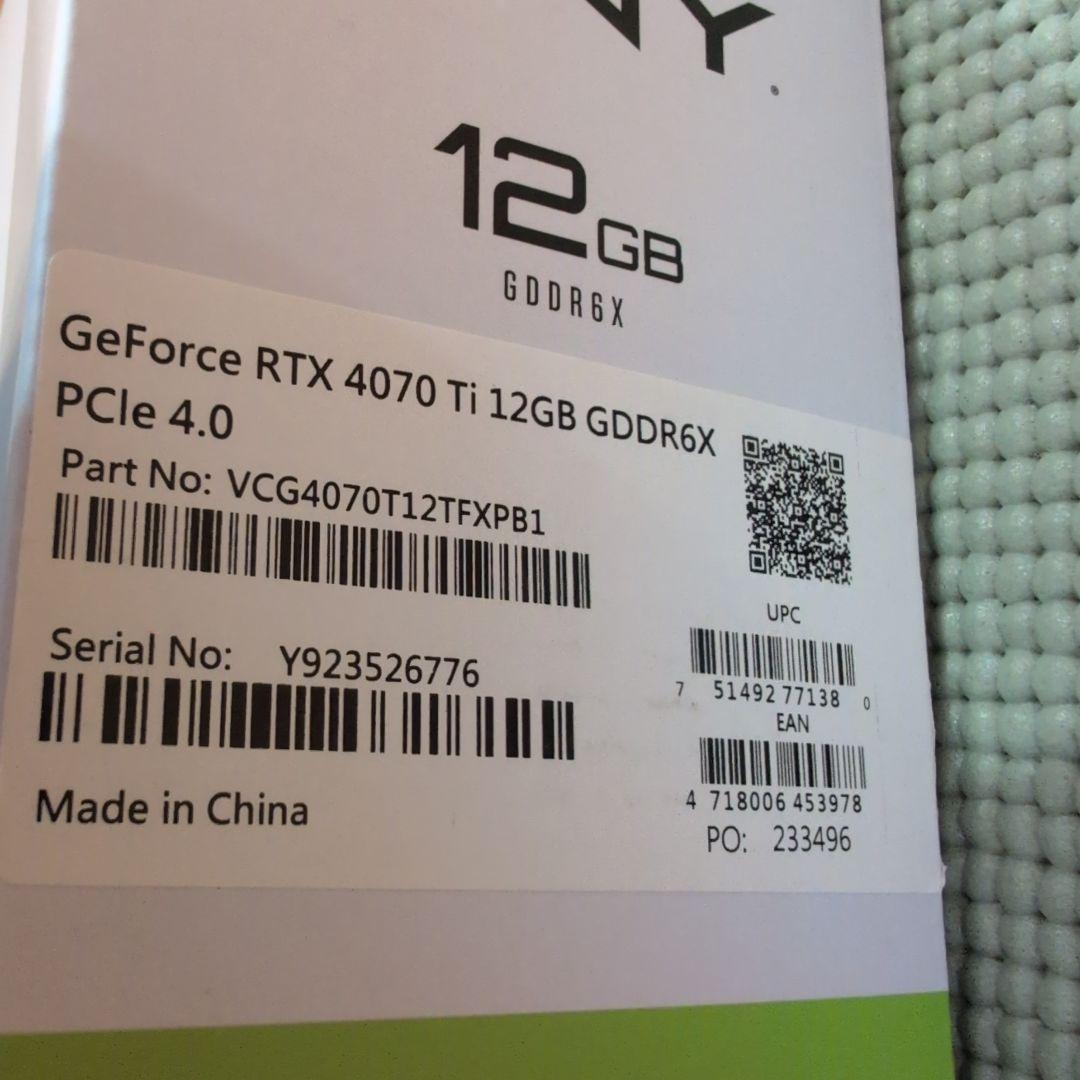 NY
®
12GB
GDDR6X
GeForce RTX 4070 Ti 12GB GDDR6X
PCIe 4.0
Part No: VCG4070T12TFXPB1
Serial No: Y923526776
Made in China
UPC
7 51492 77138 0
EAN
4 718006 453978
PO: 233496